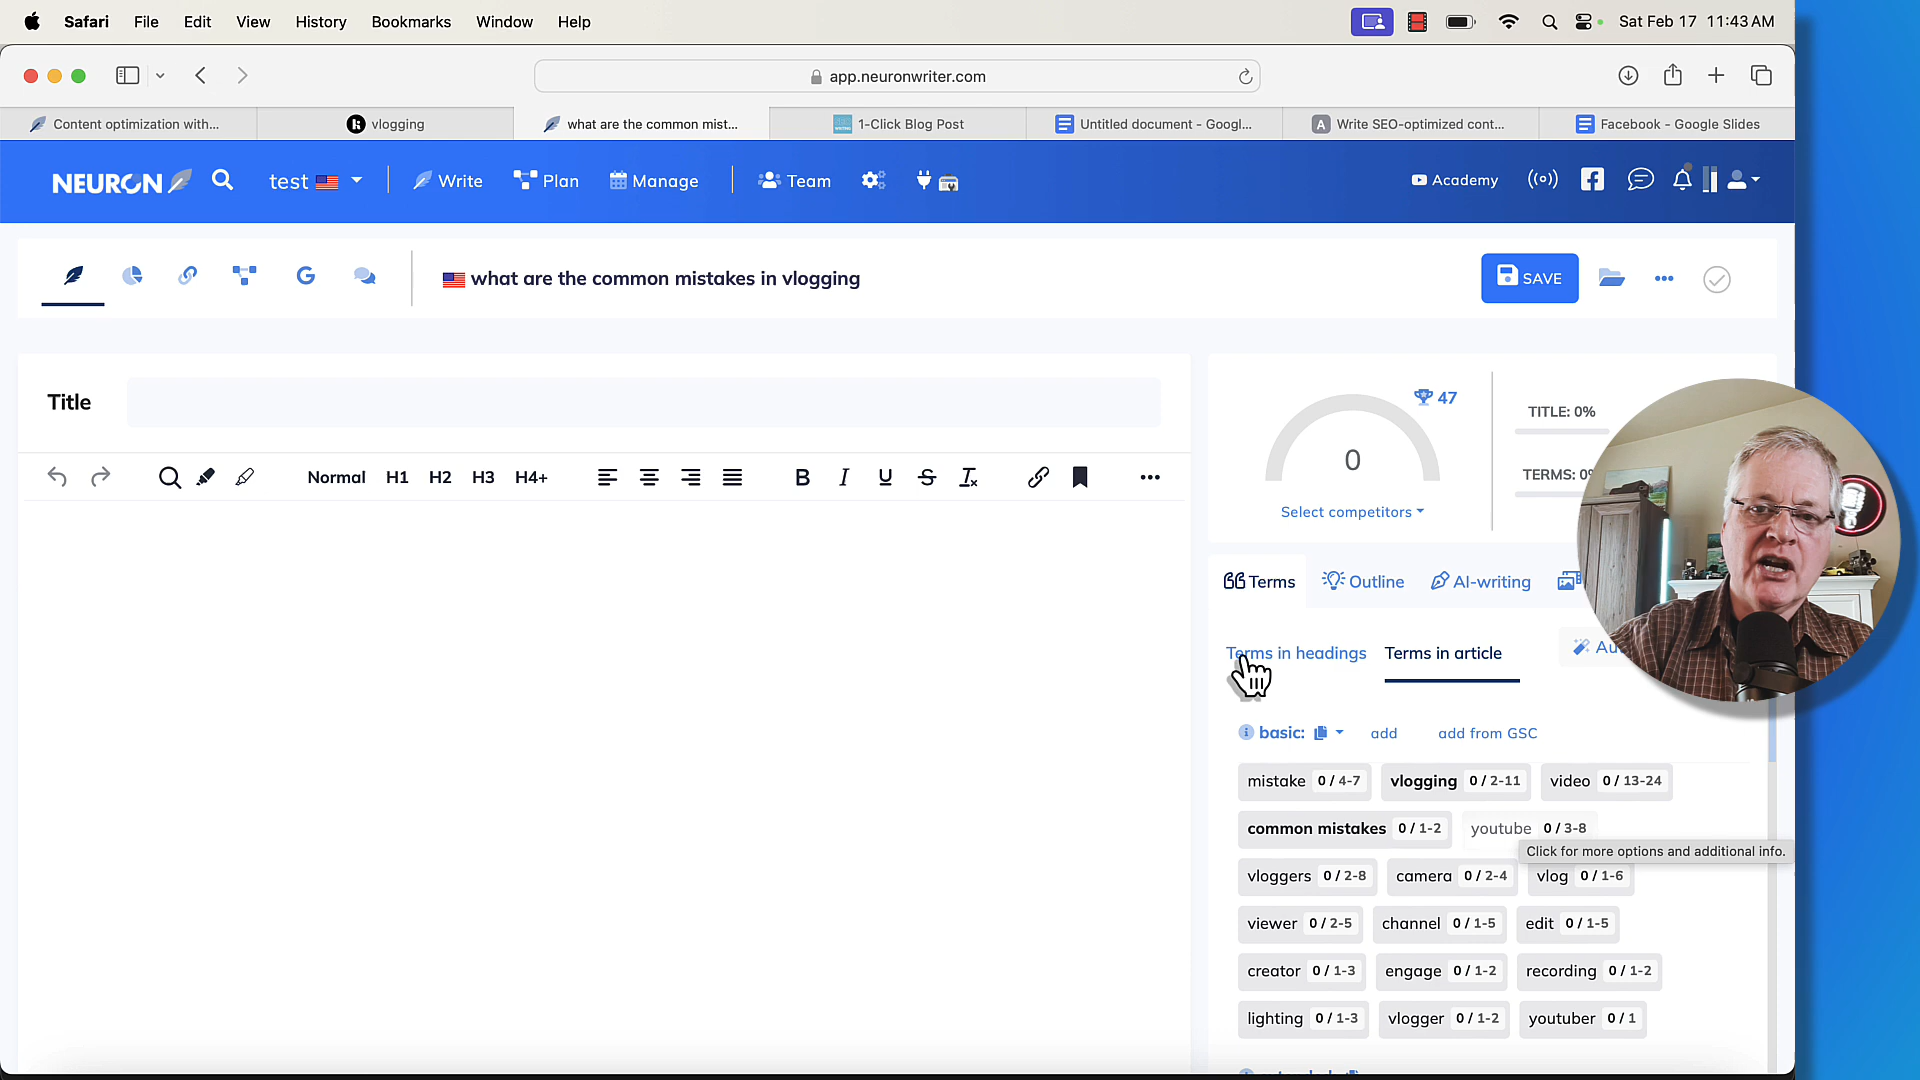 Safari File Edit View History Bookmarks Window Help Sat Feb 17 11:43 AM
app.neuronwriter.com
Content optimization with... vlogging what are the common mist... 1-Click Blog Post Untitled document - Googl... Write SEO-optimized cont... Facebook - Google Slides
NEURON test Write Plan Manage Team Academy
what are the common mistakes in vlogging SAVE
Title
47
TITLE: 0%
0
TERMS: 0%
Select competitors
Normal H1 H2 H3 H4+ B I U S
Terms Outline AI-writing
Terms in headings Terms in article
basic: add add from GSC
mistake 0 / 4-7 vlogging 0 / 2-11 video 0 / 13-24
common mistakes 0 / 1-2 youtube 0 / 3-8
Click for more options and additional info.
vloggers 0 / 2-8 camera 0 / 2-4 vlog 0 / 1-6
viewer 0 / 2-5 channel 0 / 1-5 edit 0 / 1-5
creator 0 / 1-3 engage 0 / 1-2 recording 0 / 1-2
lighting 0 / 1-3 vlogger 0 / 1-2 youtuber 0 / 1